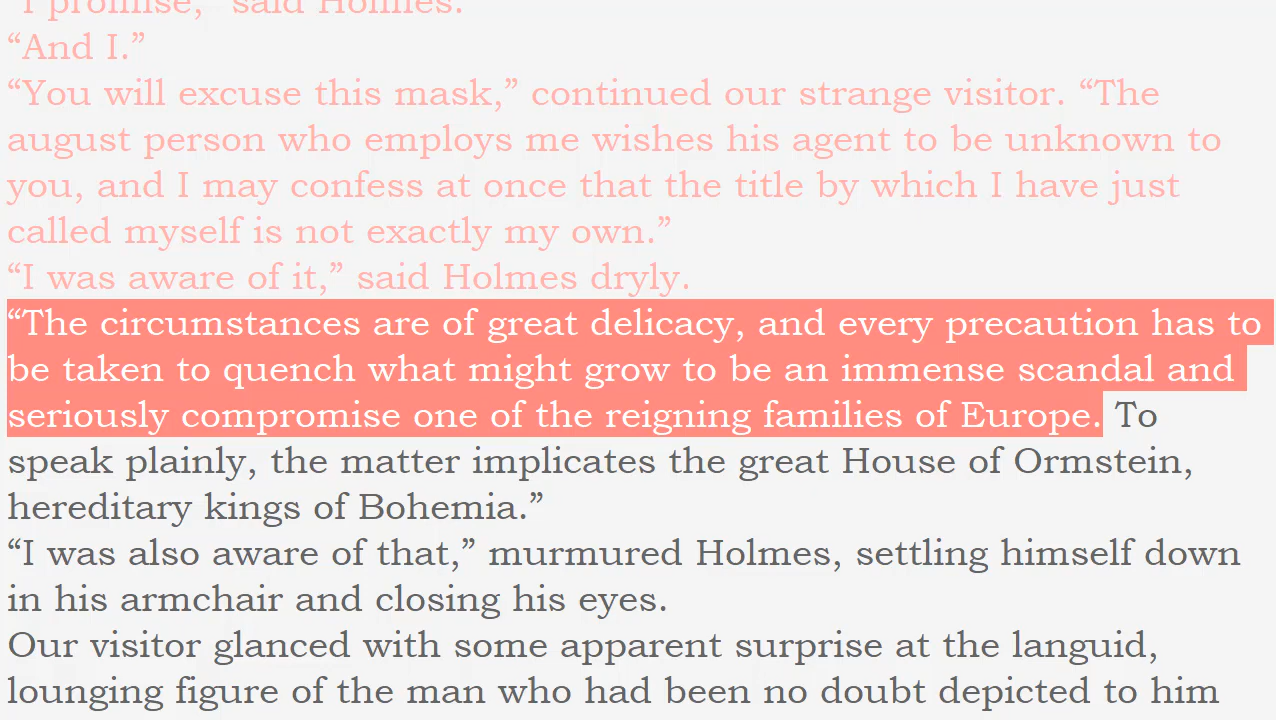 “I promise,” said Holmes.
“And I.”
“You will excuse this mask,” continued our strange visitor. “The
august person who employs me wishes his agent to be unknown to
you, and I may confess at once that the title by which I have just
called myself is not exactly my own.”
“I was aware of it,” said Holmes dryly.
“The circumstances are of great delicacy, and every precaution has to
be taken to quench what might grow to be an immense scandal and
seriously compromise one of the reigning families of Europe. To
speak plainly, the matter implicates the great House of Ormstein,
hereditary kings of Bohemia.”
“I was also aware of that,” murmured Holmes, settling himself down
in his armchair and closing his eyes.
Our visitor glanced with some apparent surprise at the languid,
lounging figure of the man who had been no doubt depicted to him